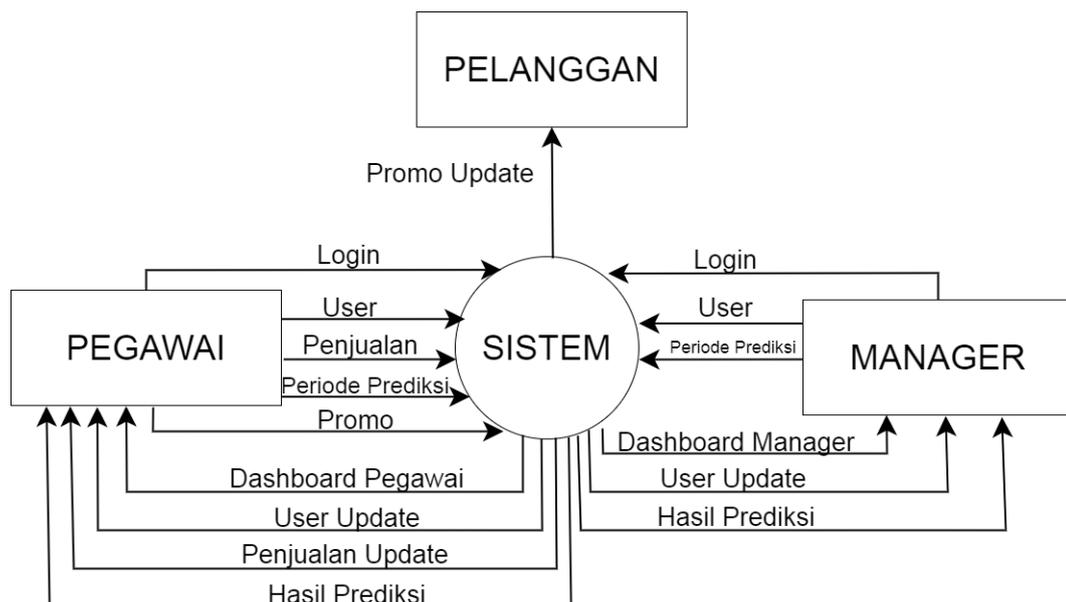 PELANGGAN
Promo Update
Login
Login
User
User
PEGAWAI
Penjualan
SISTEM
Periode Prediksi
MANAGER
Periode Prediksi
Promo
Dashboard Manager
Dashboard Pegawai
User Update
User Update
Hasil Prediksi
Penjualan Update
Hasil Prediksi